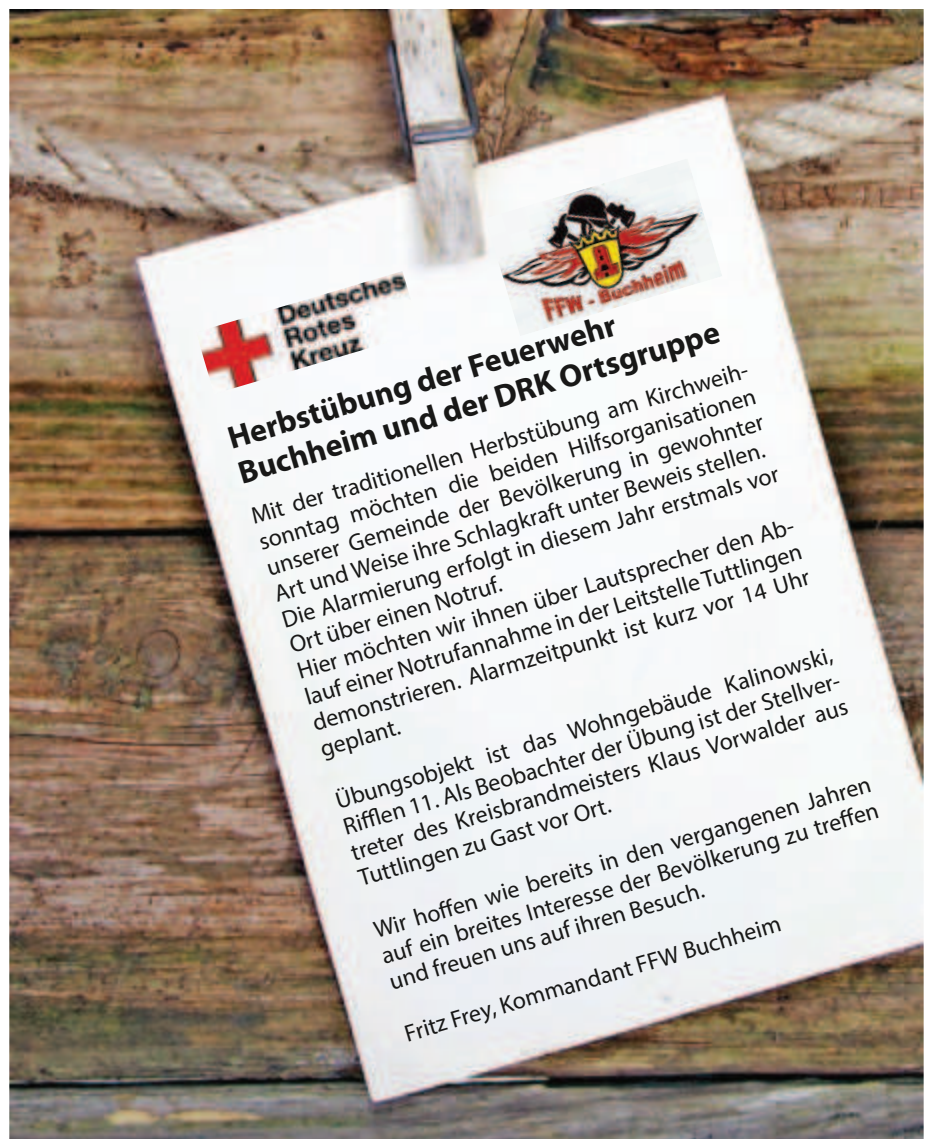 Deutsches
Rotes
Kreuz
FFW - Buchheim
Herbstübung der Feuerwehr
Buchheim und der DRK Ortsgruppe
Mit der traditionellen Herbstübung am Kirchweih-
sonntag möchten die beiden Hilfsorganisationen
unserer Gemeinde der Bevölkerung in gewohnter
Art und Weise ihre Schlagkraft unter Beweis stellen.
Die Alarmierung erfolgt in diesem Jahr erstmals vor
Ort über einen Notruf.
Hier möchten wir ihnen über Lautsprecher den Ab-
lauf einer Notrufannahme in der Leitstelle Tuttlingen
demonstrieren. Alarmzeitpunkt ist kurz vor 14 Uhr
geplant.
Übungsobjekt ist das Wohngebäude Kalinowski,
Rifflen 11. Als Beobachter der Übung ist der Stellver-
treter des Kreisbrandmeisters Klaus Vorwalder aus
Tuttlingen zu Gast vor Ort.
Wir hoffen wie bereits in den vergangenen Jahren
auf ein breites Interesse der Bevölkerung zu treffen
und freuen uns auf ihren Besuch.
Fritz Frey, Kommandant FFW Buchheim